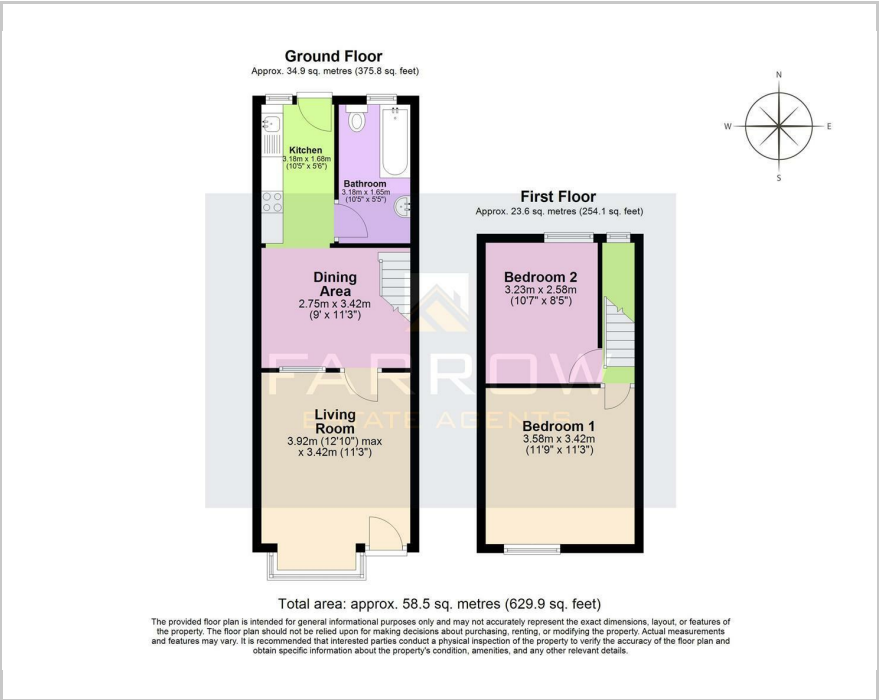 Ground Floor
Approx. 34.9 sq. metres (375.8 sq. feet)
N
W
E
S
Kitchen
3.18m x 1.68m
(10'5" x 5'6")
Bathroom
3.18m x 1.65m
(10'5" x 5'5")
First Floor
Approx. 23.6 sq. metres (254.1 sq. feet)
Dining
Area
2.75m x 3.42m
(9' x 11'3")
Bedroom 2
3.23m x 2.58m
(10'7" x 8'5")
FARROW
ESTATE AGENTS
Living
Room
3.92m (12'10") max
x 3.42m (11'3")
Bedroom 1
3.58m x 3.42m
(11'9" x 11'3")
Total area: approx. 58.5 sq. metres (629.9 sq. feet)
The provided floor plan is intended for general informational purposes only and may not accurately represent the exact dimensions, layout, or features of
the property. The floor plan should not be relied upon for making decisions about purchasing, renting, or modifying the property. Actual measurements
and features may vary. It is recommended that interested parties conduct a physical inspection of the property to verify the accuracy of the floor plan and
obtain specific information about the property's condition, amenities, and any other relevant details.